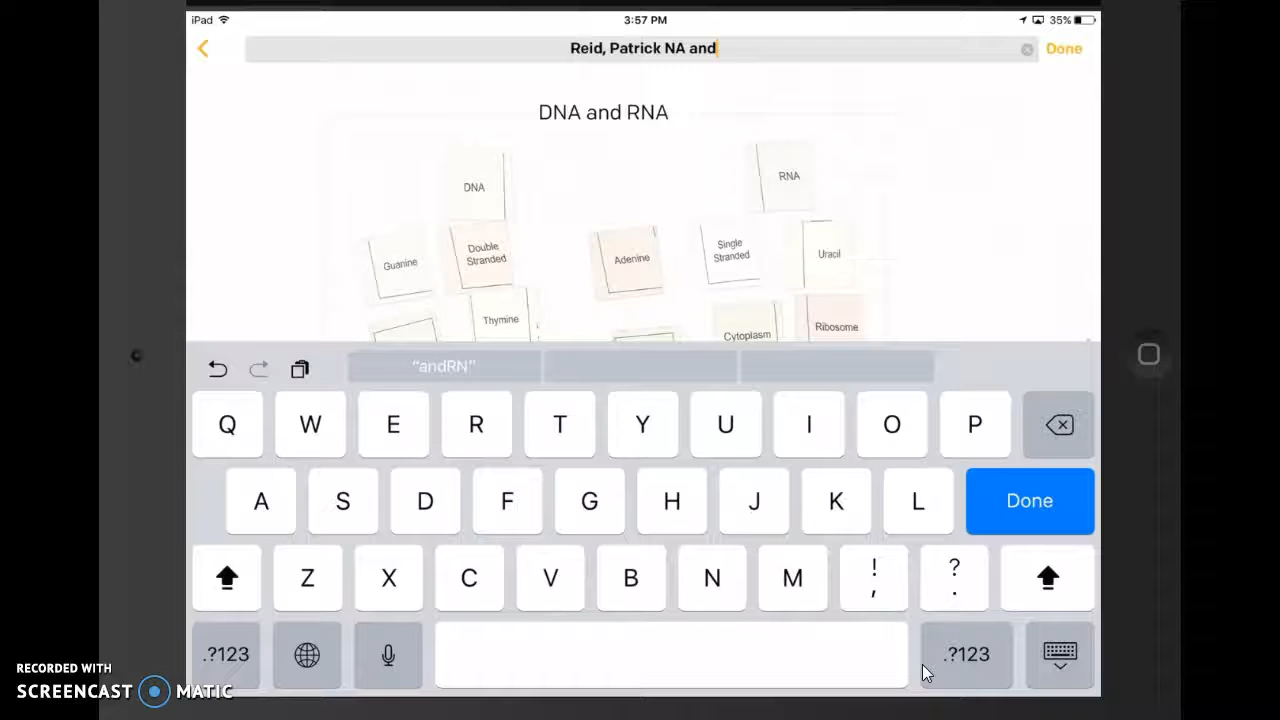 iPad 3:57 PM 35%
Reid, Patrick NA and Done
DNA and RNA
DNA
RNA
Guanine
Double
Stranded
Adenine
Single
Stranded
Uracil
Thymine
Cytoplasm
Ribosome
"andRN"
Q W E R T Y U I O P
A S D F G H J K L Done
Z X C V B N M ! , ? .
.?123 .?123
RECORDED WITH
SCREENCAST MATIC